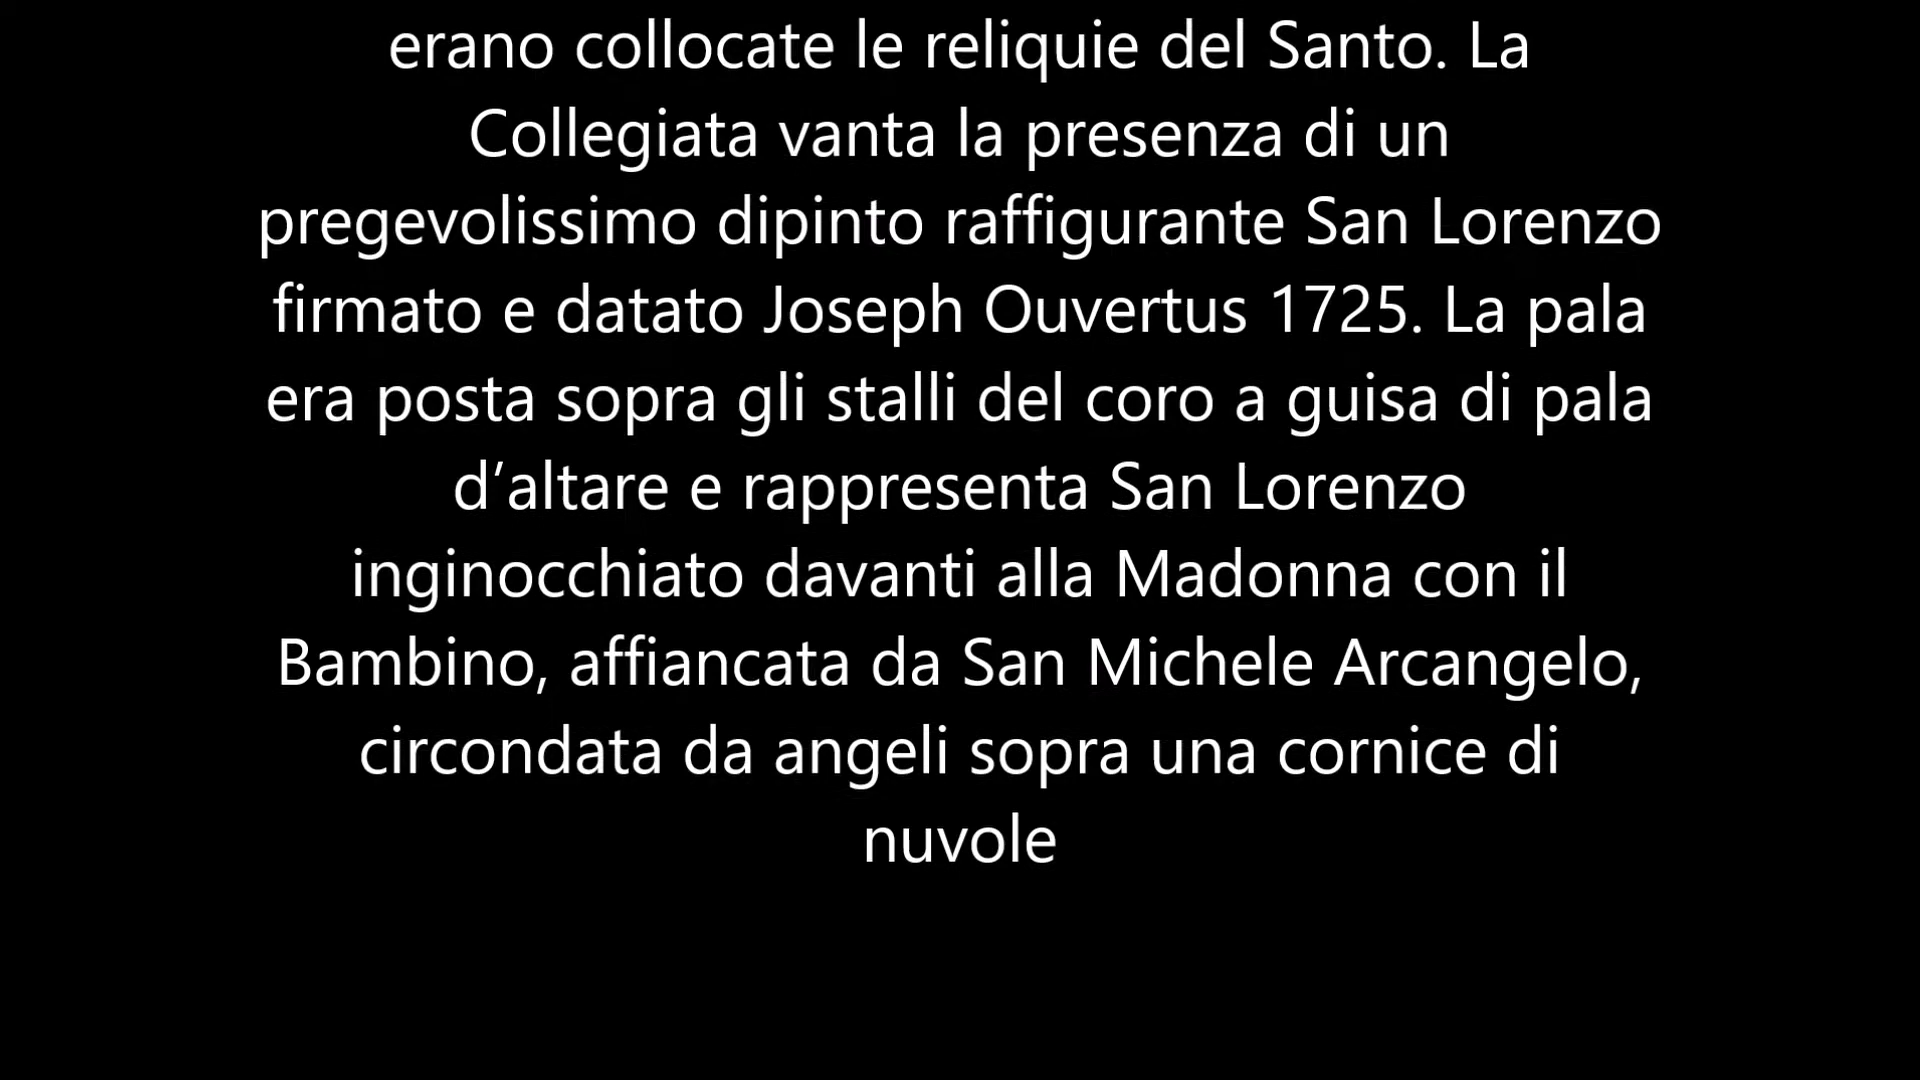 erano collocate le reliquie del Santo. La
Collegiata vanta la presenza di un
pregevolissimo dipinto raffigurante San Lorenzo
firmato e datato Joseph Ouvertus 1725. La pala
era posta sopra gli stalli del coro a guisa di pala
d’altare e rappresenta San Lorenzo
inginocchiato davanti alla Madonna con il
Bambino, affiancata da San Michele Arcangelo,
circondata da angeli sopra una cornice di
nuvole